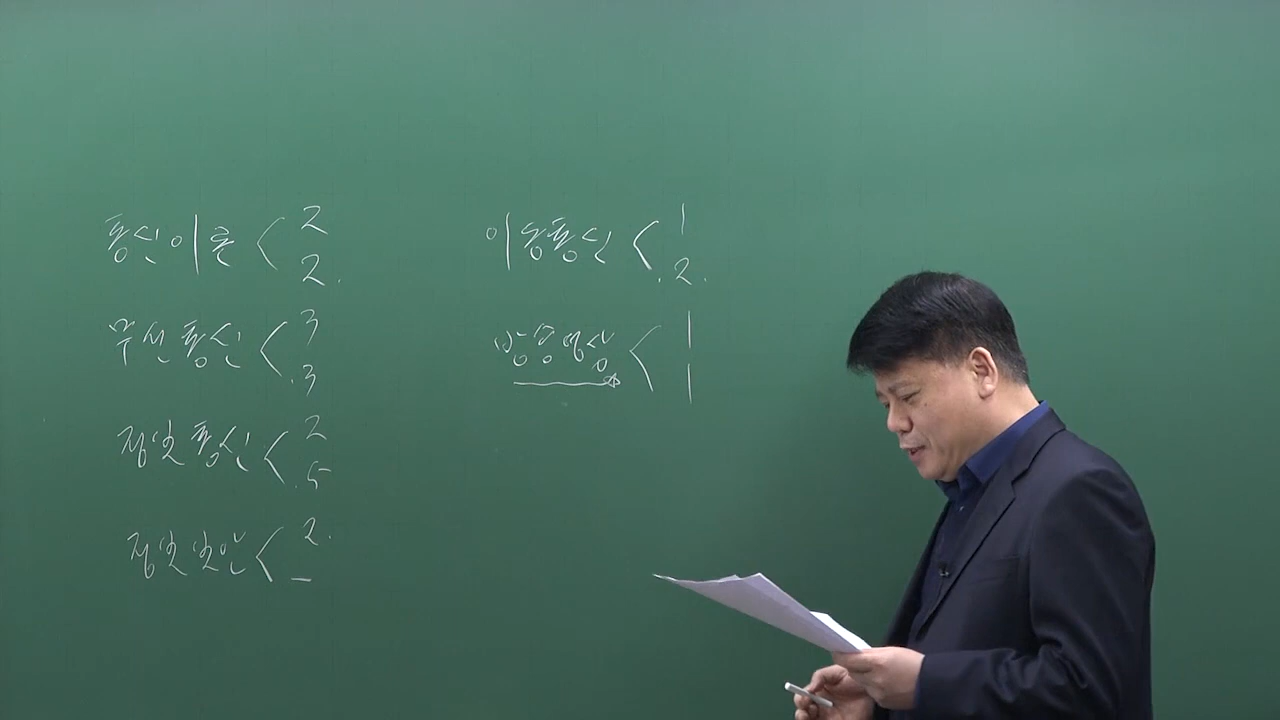 통신이론 < 2
2.
무선통신 < 3
.3
정보통신 < 2
.5
정보보안 < 2.
-
이동통신 < 1
.2.
방송영상 < 1
1